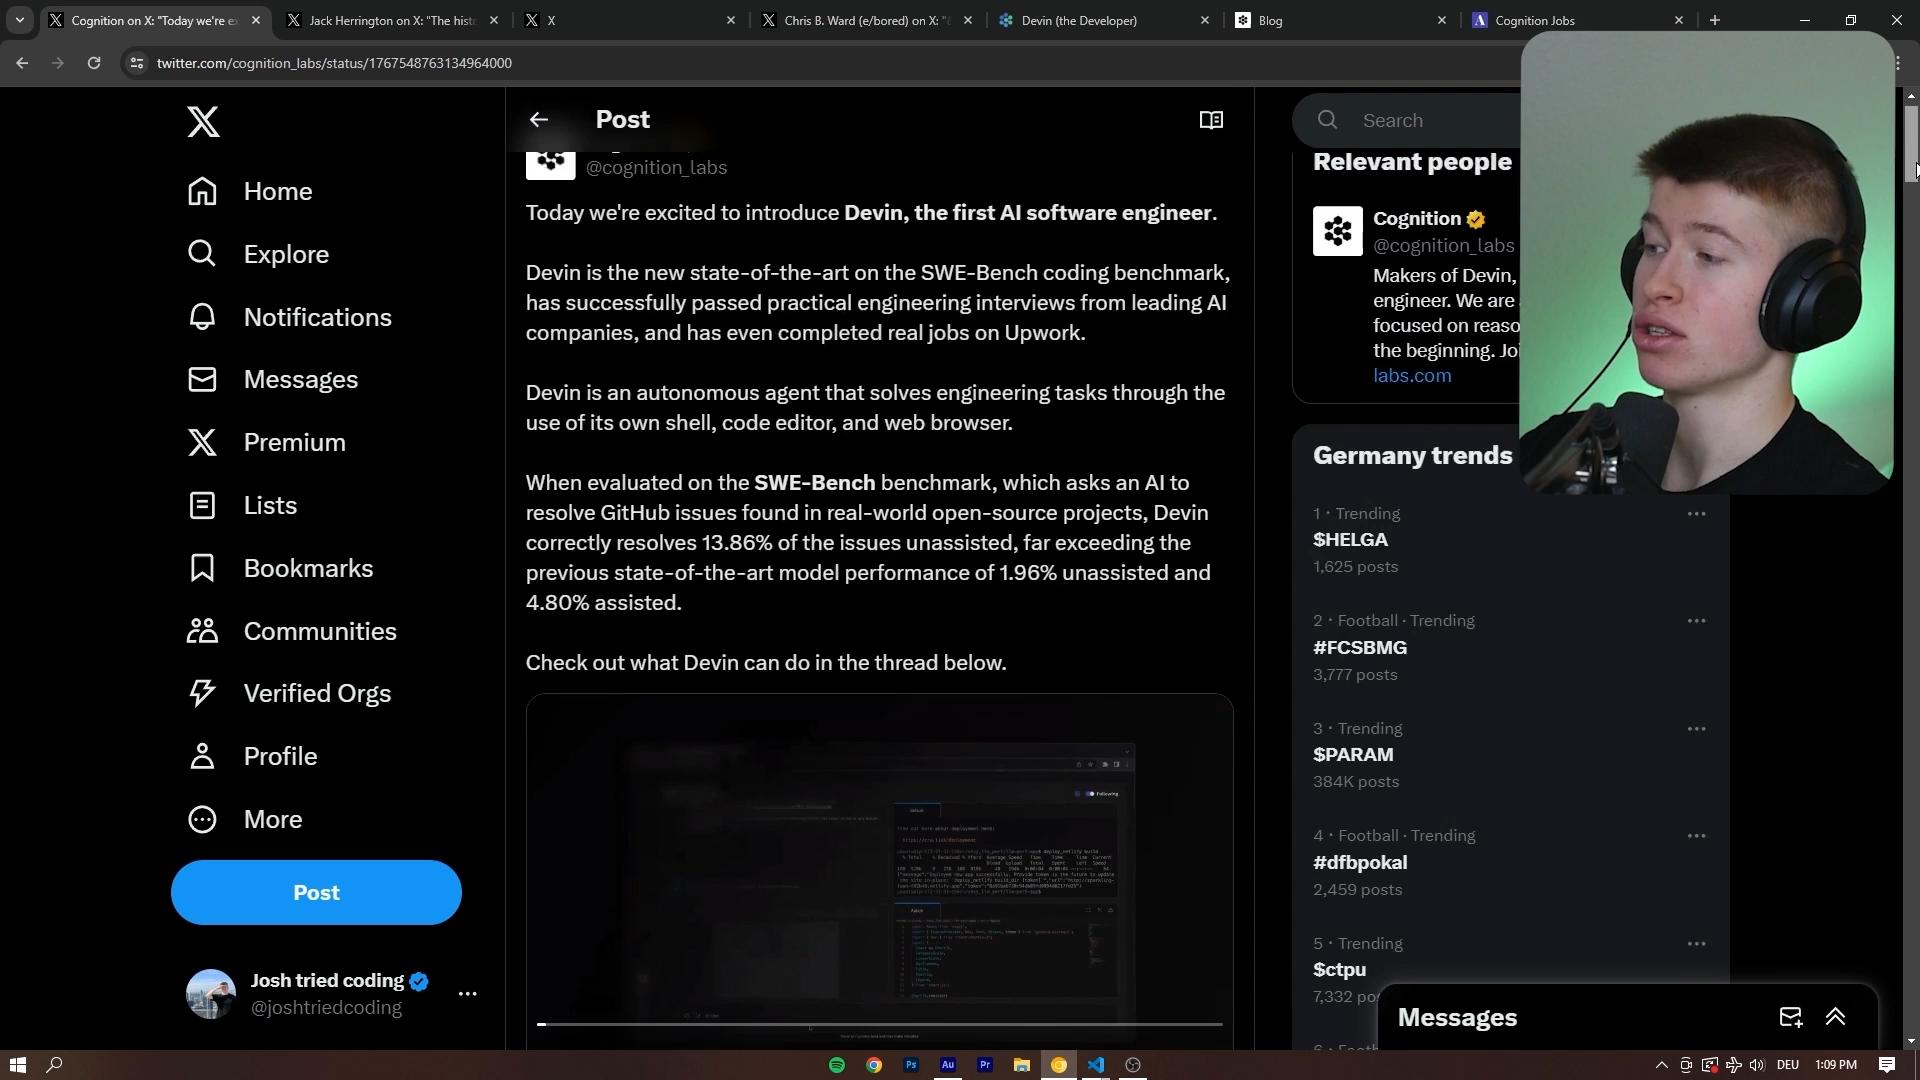 Cognition on X: "Today we're ex
Jack Herrington on X: "The hist
X
Chris B. Ward (e/bored) on X: "
Devin (the Developer)
Blog
Cognition Jobs
twitter.com/cognition_labs/status/1767548763134964000
Home
Explore
Notifications
Messages
Premium
Lists
Bookmarks
Communities
Verified Orgs
Profile
More
Post
Josh tried coding
@joshtriedcoding
Post
@cognition_labs
Today we're excited to introduce Devin, the first AI software engineer.
Devin is the new state-of-the-art on the SWE-Bench coding benchmark,
has successfully passed practical engineering interviews from leading AI
companies, and has even completed real jobs on Upwork.
Devin is an autonomous agent that solves engineering tasks through the
use of its own shell, code editor, and web browser.
When evaluated on the SWE-Bench benchmark, which asks an AI to
resolve GitHub issues found in real-world open-source projects, Devin
correctly resolves 13.86% of the issues unassisted, far exceeding the
previous state-of-the-art model performance of 1.96% unassisted and
4.80% assisted.
Check out what Devin can do in the thread below.
Following
Search
Relevant people
Cognition
@cognition_labs
Makers of Devin,
engineer. We are
focused on reaso
the beginning. Joi
labs.com
Germany trends
1 · Trending
$HELGA
1,625 posts
2 · Football · Trending
#FCSBMG
3,777 posts
3 · Trending
$PARAM
384K posts
4 · Football · Trending
#dfbpokal
2,459 posts
5 · Trending
$ctpu
7,332 po
Messages
Ps
Au
Pr
DEU
1:09 PM